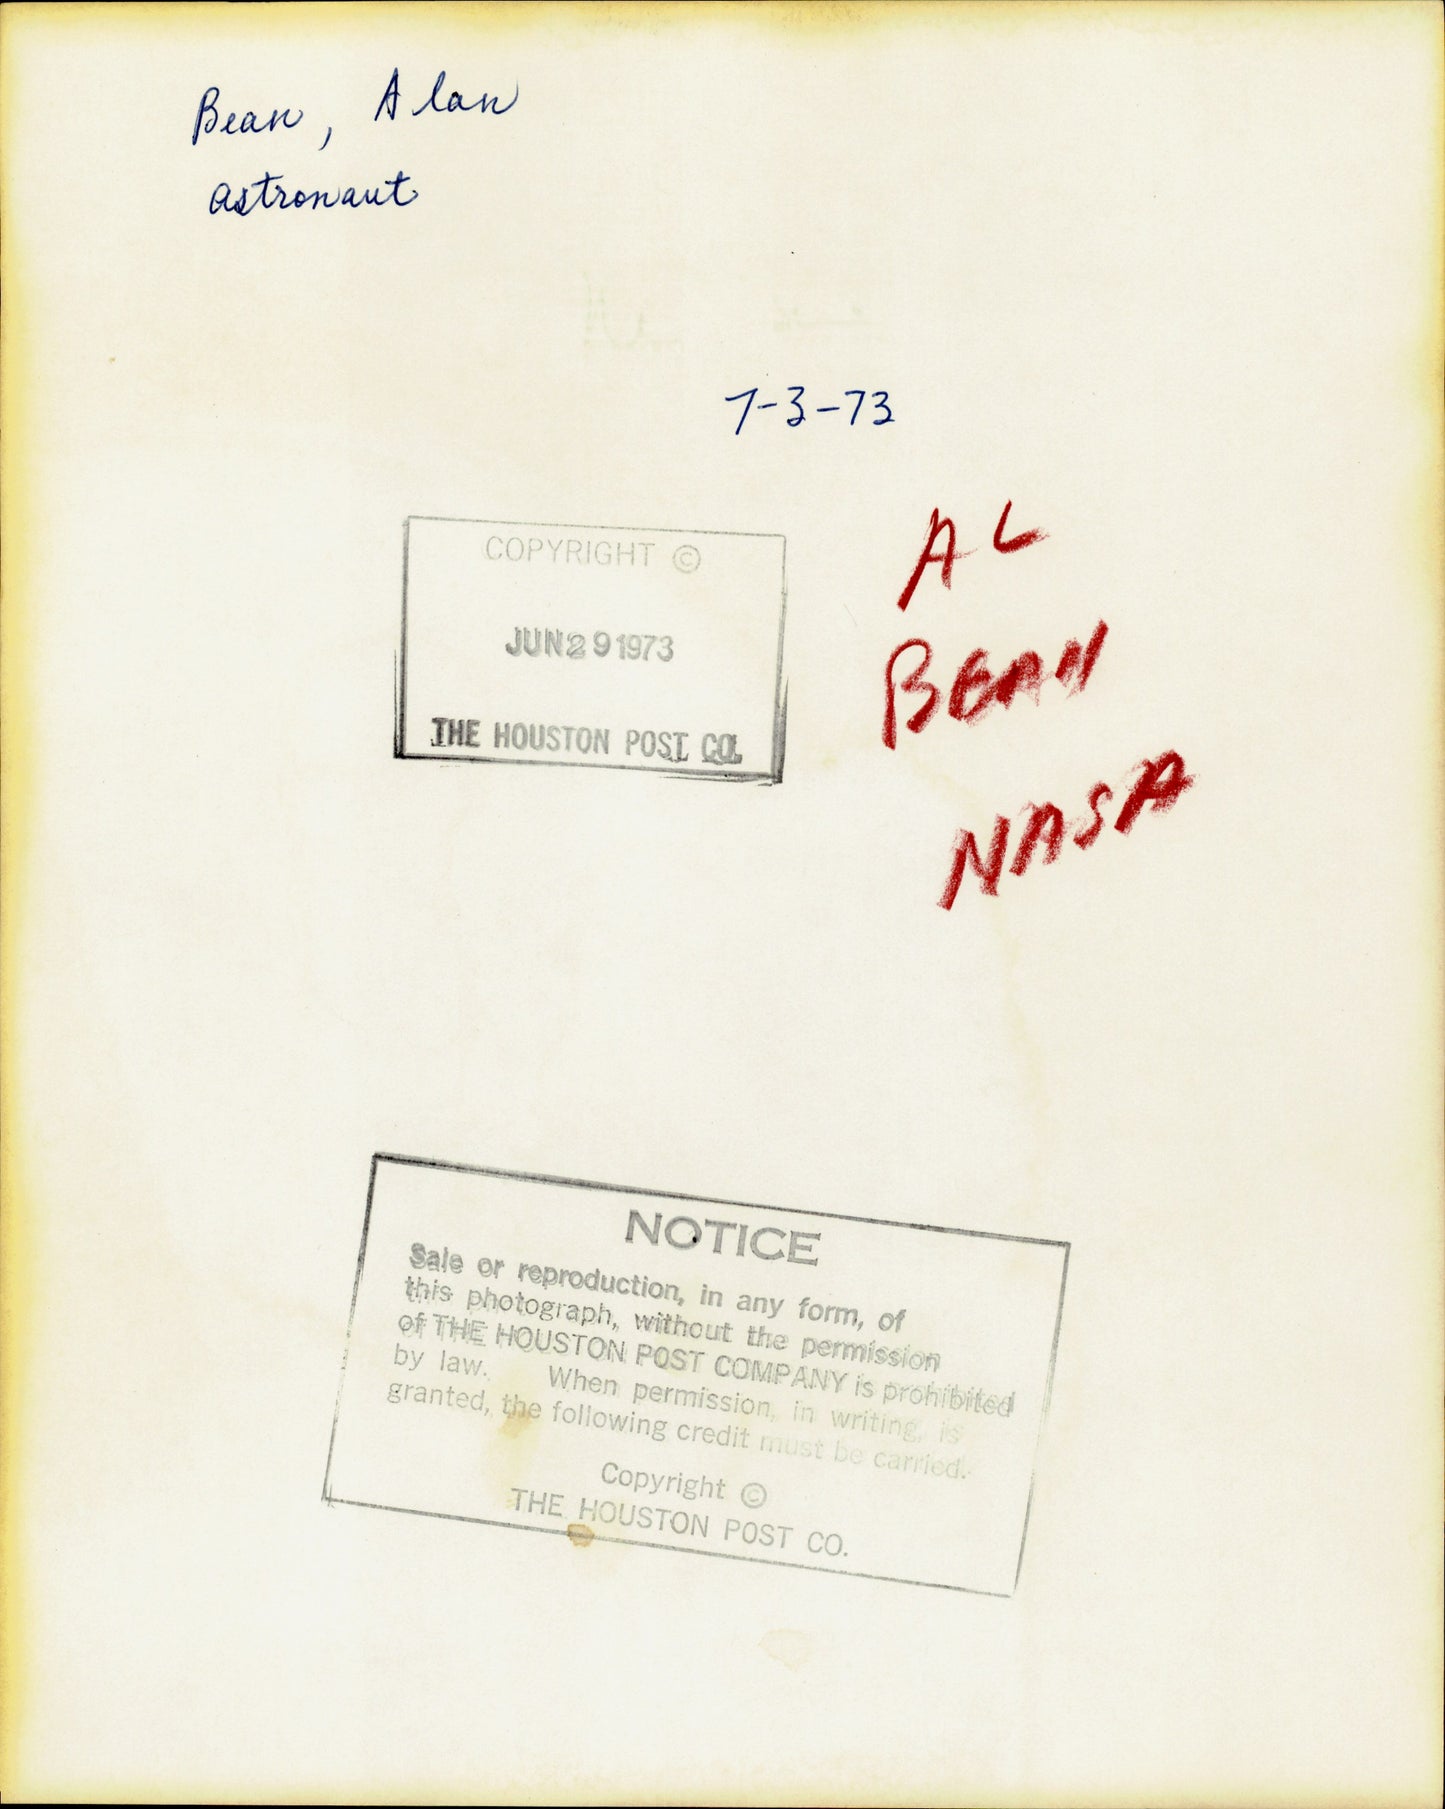 Bean, Alan
Astronaut
7-3-73
COPYRIGHT ©
JUN 29 1973
THE HOUSTON POST CO.
AL
BEAN
NASA
NOTICE
Sale or reproduction, in any form, of
this photograph, without the permission
of THE HOUSTON POST COMPANY is prohibited
by law. When permission, in writing, is
granted, the following credit must be carried.
Copyright ©
THE HOUSTON POST CO.